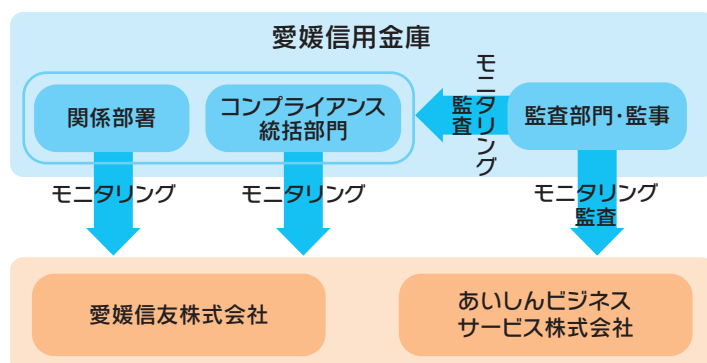 愛媛信用金庫
関係部署
コンプライアンス
統括部門
モニタリング
監査
監査部門・監事
モニタリング
モニタリング
モニタリング
監査
愛媛信友株式会社
あいしんビジネス
サービス株式会社